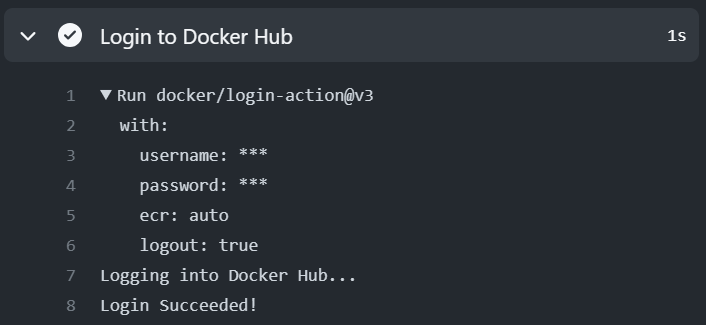 Login to Docker Hub 1s
1 ▼ Run docker/login-action@v3
2 with:
3 username: ***
4 password: ***
5 ecr: auto
6 logout: true
7 Logging into Docker Hub...
8 Login Succeeded!